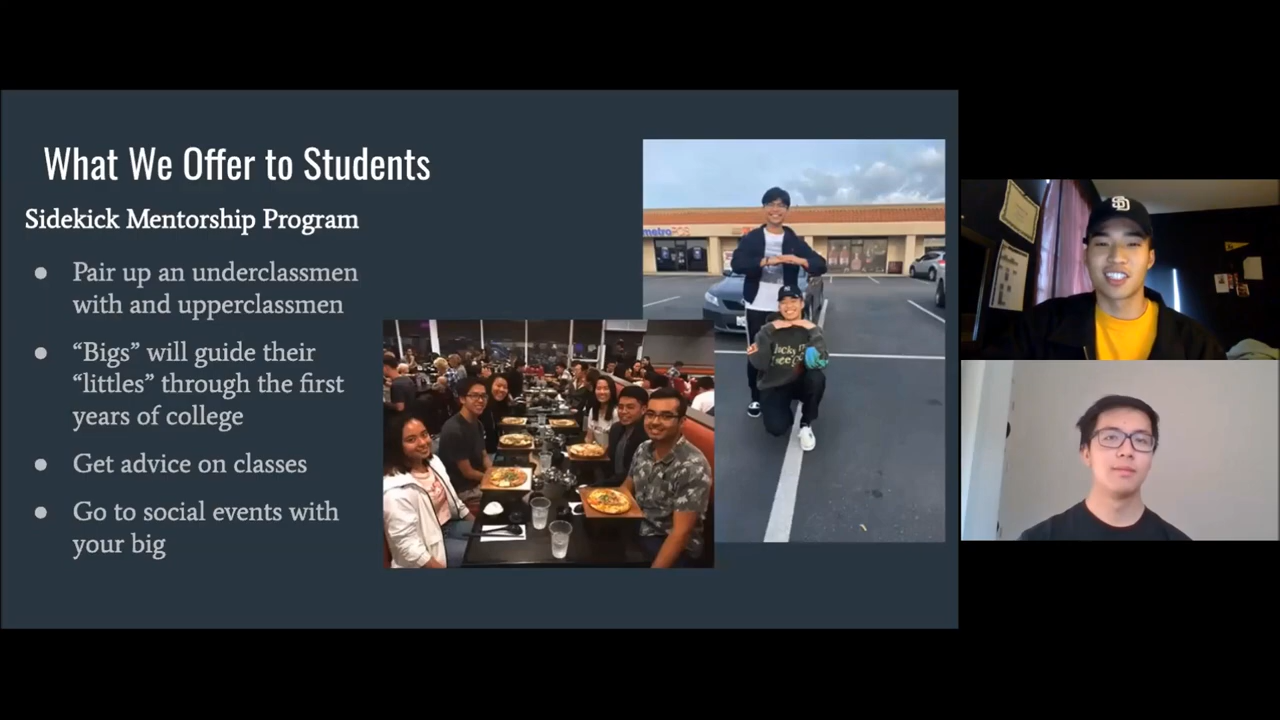 What We Offer to Students
Sidekick Mentorship Program
● Pair up an underclassmen
with and upperclassmen
● “Bigs” will guide their
“littles” through the first
years of college
● Get advice on classes
● Go to social events with
your big
metroPCS
SD